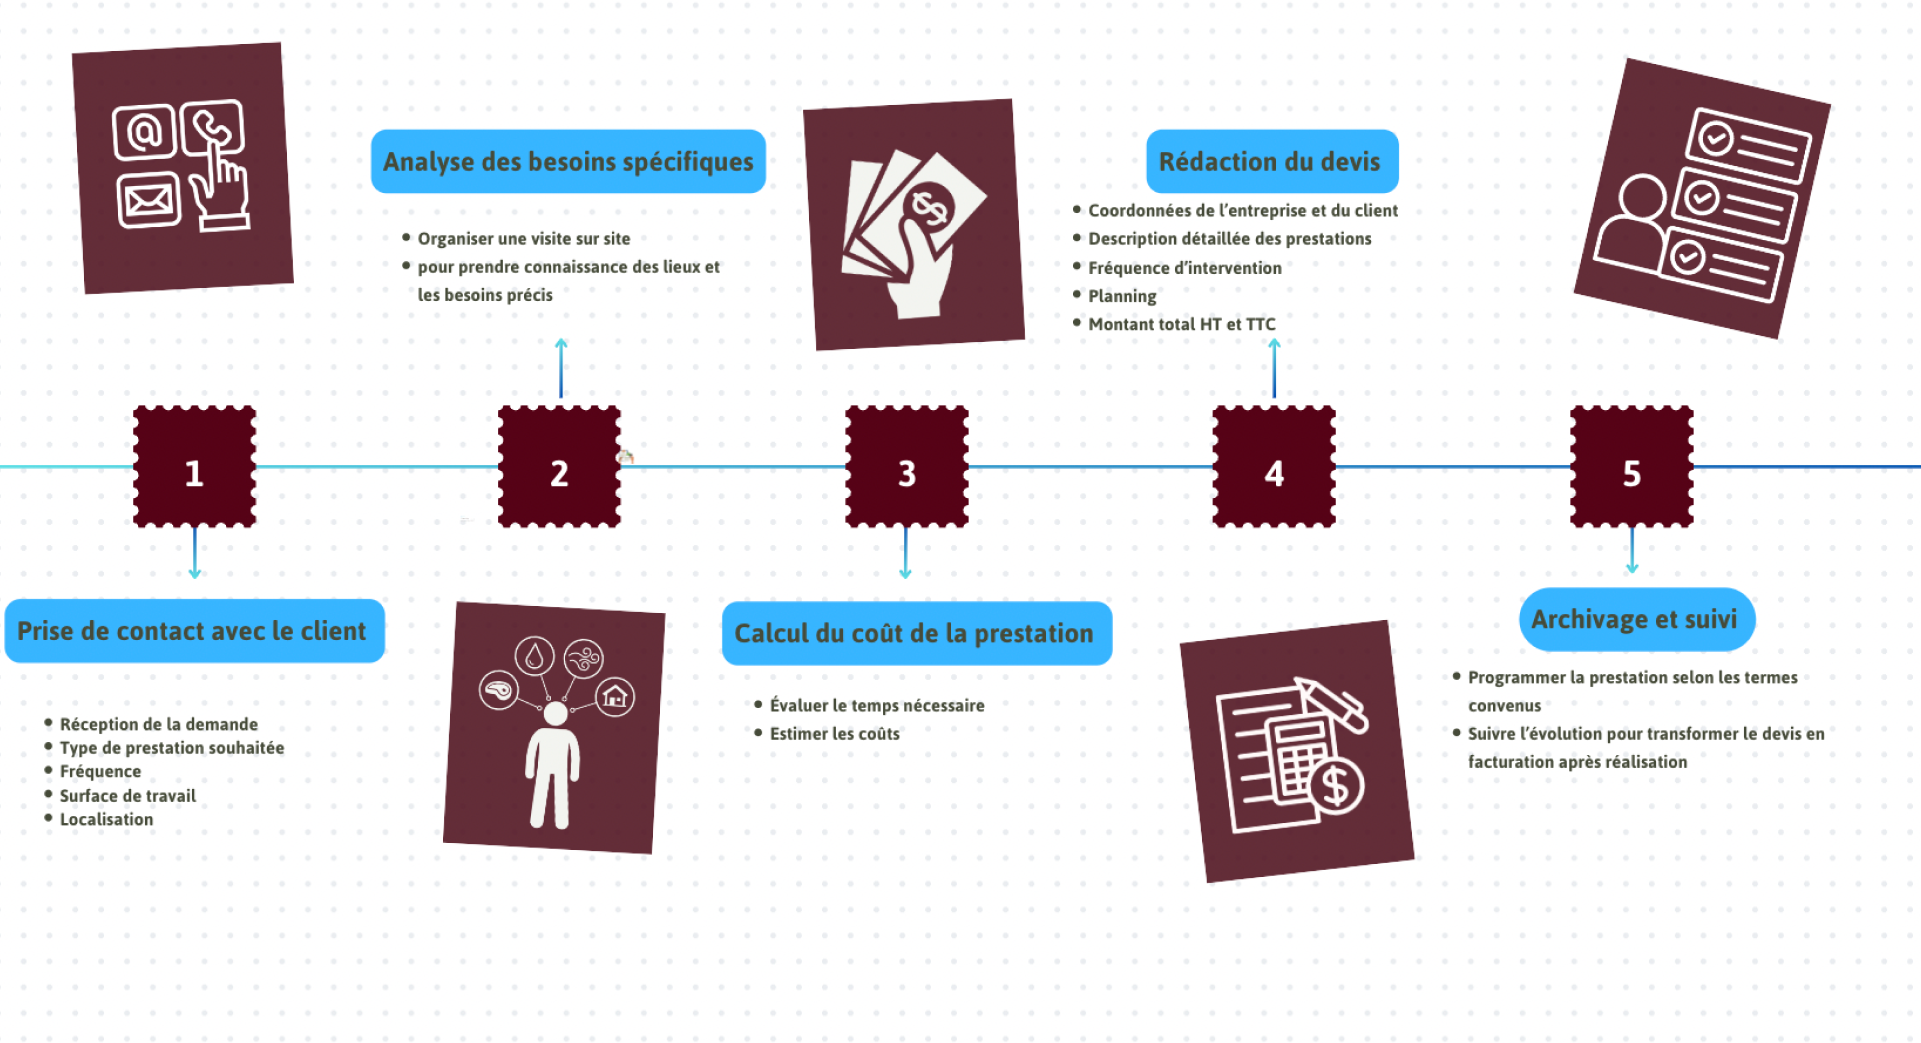 1
Prise de contact avec le client
• Réception de la demande
• Type de prestation souhaitée
• Fréquence
• Surface de travail
• Localisation
2
Analyse des besoins spécifiques
• Organiser une visite sur site
• pour prendre connaissance des lieux et
les besoins précis
3
Calcul du coût de la prestation
• Évaluer le temps nécessaire
• Estimer les coûts
4
Rédaction du devis
• Coordonnées de l’entreprise et du client
• Description détaillée des prestations
• Fréquence d’intervention
• Planning
• Montant total HT et TTC
5
Archivage et suivi
• Programmer la prestation selon les termes
convenus
• Suivre l’évolution pour transformer le devis en
facturation après réalisation